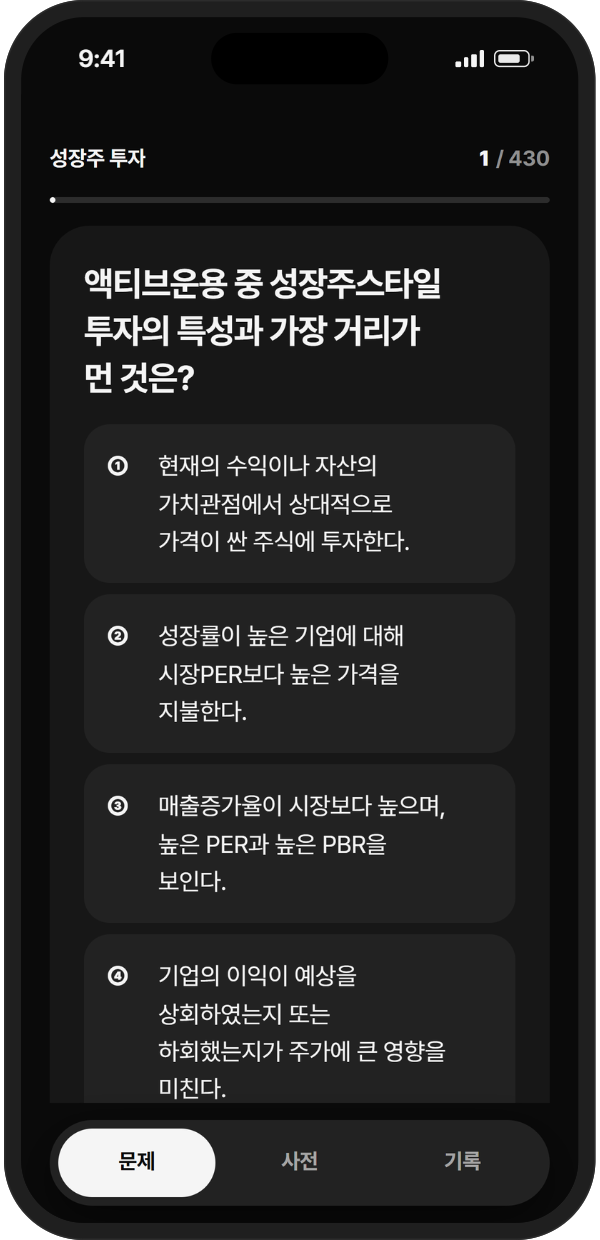 9:41
성장주 투자
1 / 430
액티브운용 중 성장주스타일
투자의 특성과 가장 거리가
먼 것은?
① 현재의 수익이나 자산의
가치관점에서 상대적으로
가격이 싼 주식에 투자한다.
② 성장률이 높은 기업에 대해
시장PER보다 높은 가격을
지불한다.
③ 매출증가율이 시장보다 높으며,
높은 PER과 높은 PBR을
보인다.
④ 기업의 이익이 예상을
상회하였는지 또는
하회했는지가 주가에 큰 영향을
미친다.
문제
사전
기록